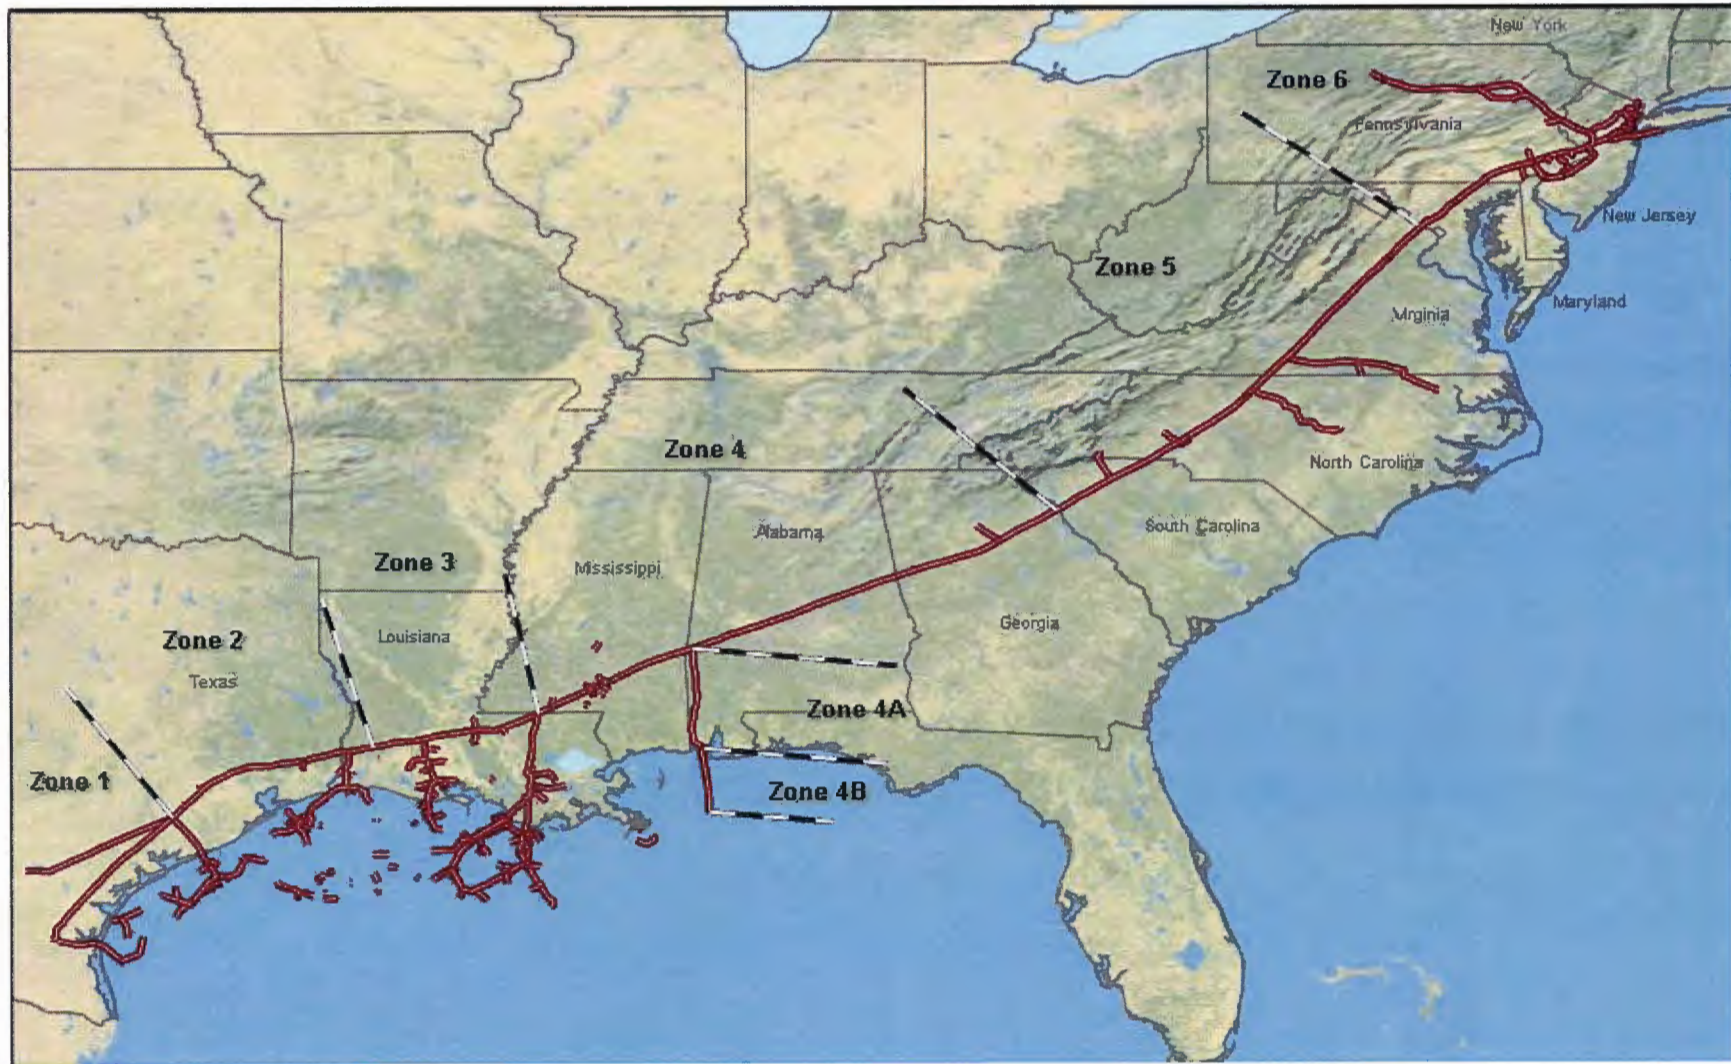 New York
Zone 6
Pennsylvania
New Jersey
Zone 5
Maryland
Virginia
Zone 4
North Carolina
South Carolina
Alabama
Zone 3
Mississippi
Georgia
Louisiana
Zone 2
Texas
Zone 4A
Zone 1
Zone 4B